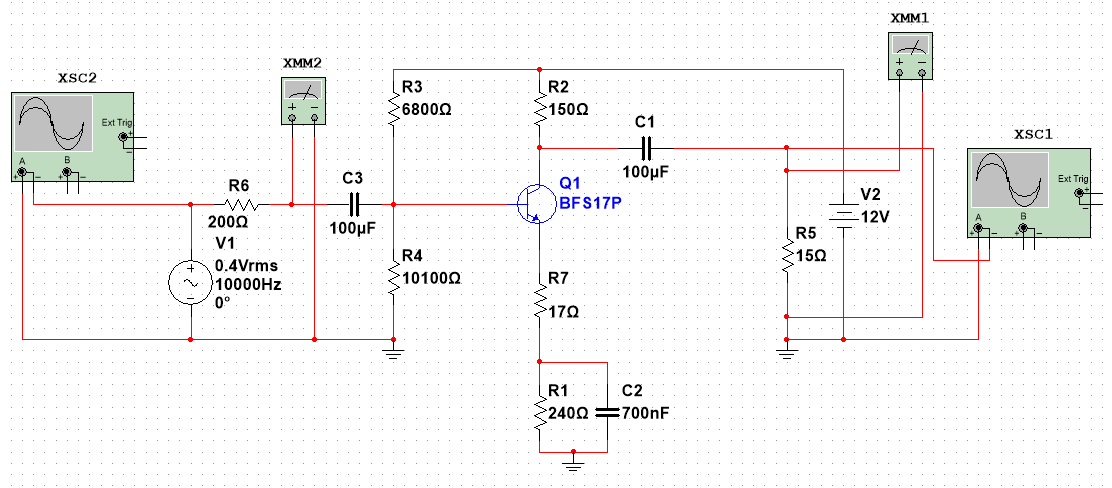 XMM1
+ −
XSC2
Ext Trig
+
−
A B
+ − + −
XMM2
+ −
R3
6800Ω
R2
150Ω
C1
100µF
XSC1
Ext Trig
+
−
A B
+ − + −
R6
200Ω
C3
100µF
Q1
BFS17P
V2
12V
V1
0.4Vrms
10000Hz
0°
+
−
R4
10100Ω
R5
15Ω
R7
17Ω
R1
240Ω
C2
700nF